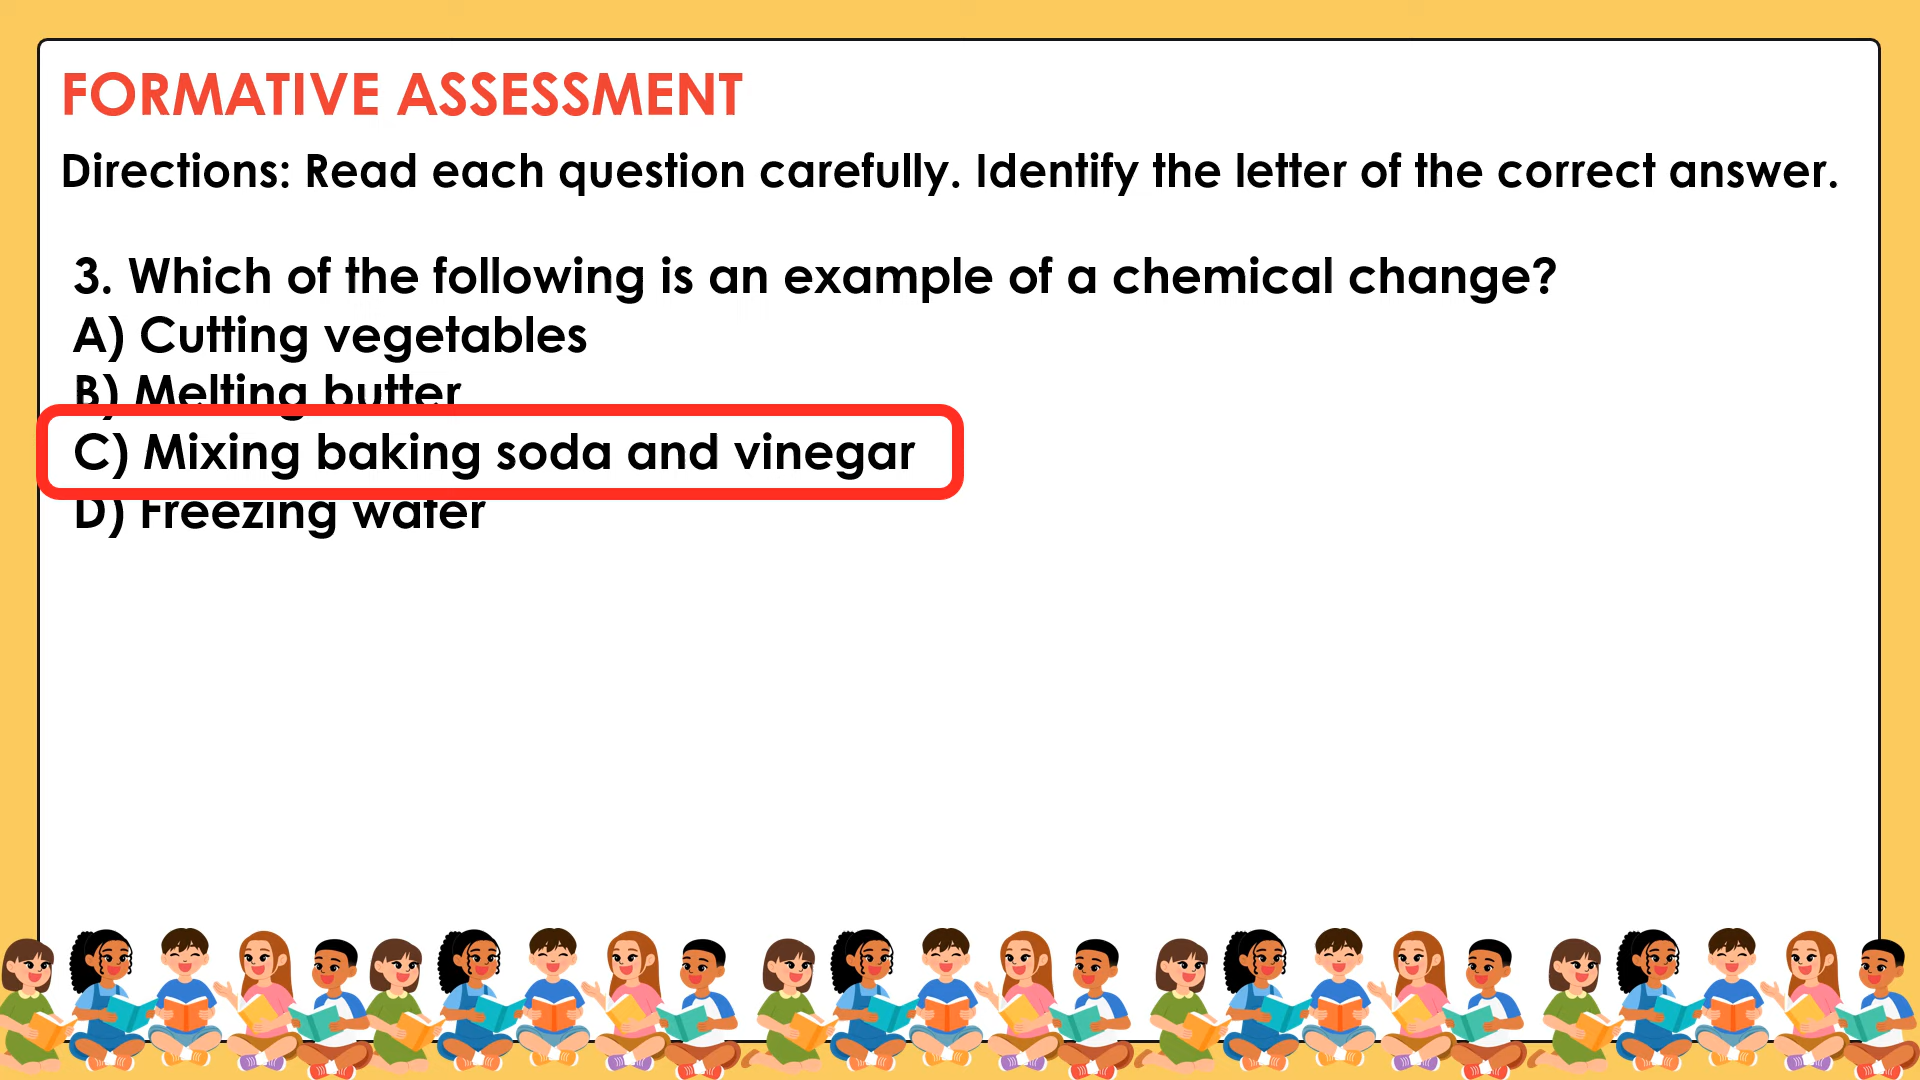 FORMATIVE ASSESSMENT
Directions: Read each question carefully. Identify the letter of the correct answer.
3. Which of the following is an example of a chemical change?
A) Cutting vegetables
B) Melting butter
C) Mixing baking soda and vinegar
D) Freezing water